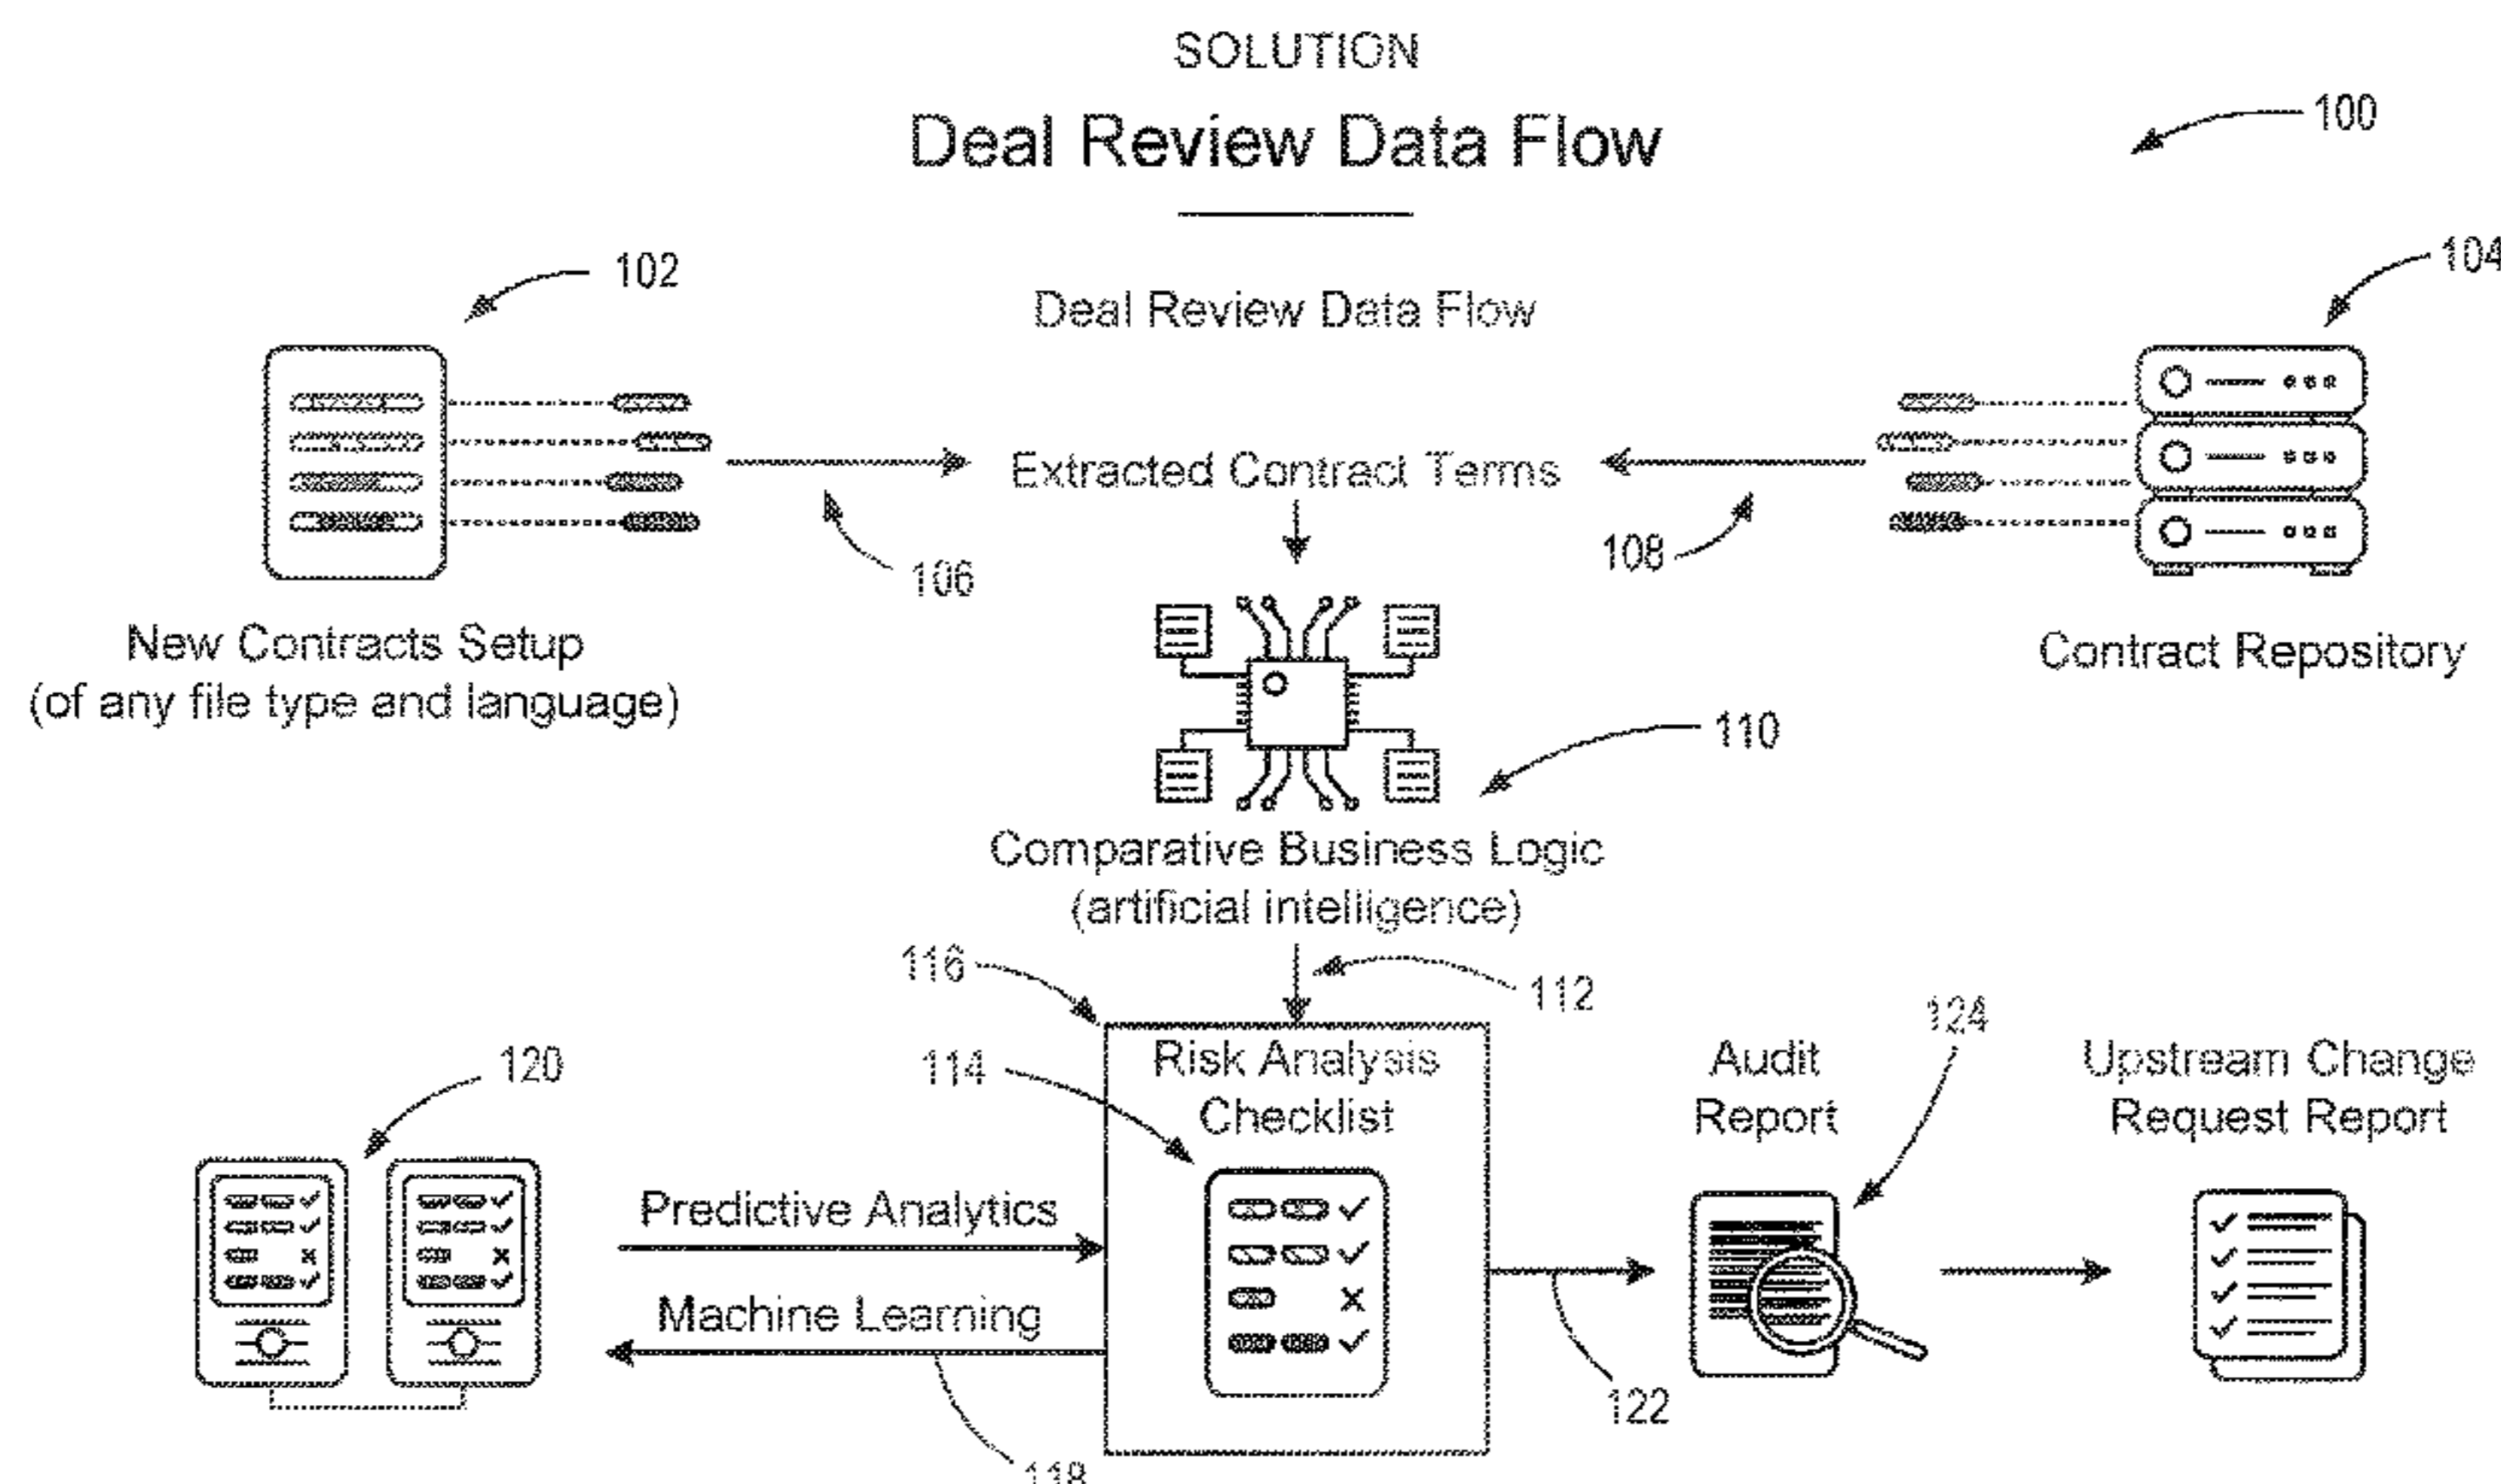 SOLUTION
Deal Review Data Flow
100
102
Deal Review Data Flow
104
Extracted Contract Terms
106
108
New Contracts Setup
(of any file type and language)
Contract Repository
110
Comparative Business Logic
(artificial intelligence)
116
112
124
120
114
Risk Analysis
Checklist
Audit
Report
Upstream Change
Request Report
Predictive Analytics
Machine Learning
122
118